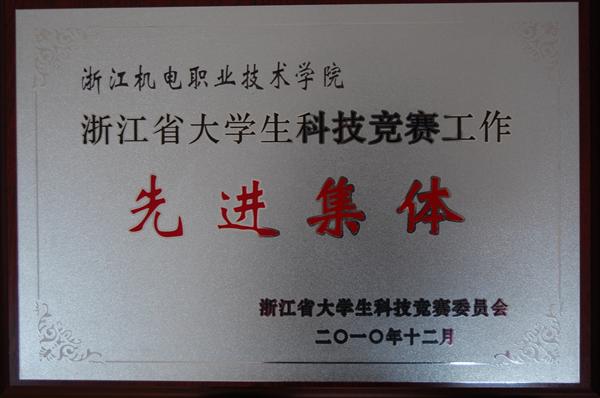 浙江机电职业技术学院
浙江省大学生科技竞赛工作
先进集体
浙江省大学生科技竞赛委员会
二〇一〇年十二月